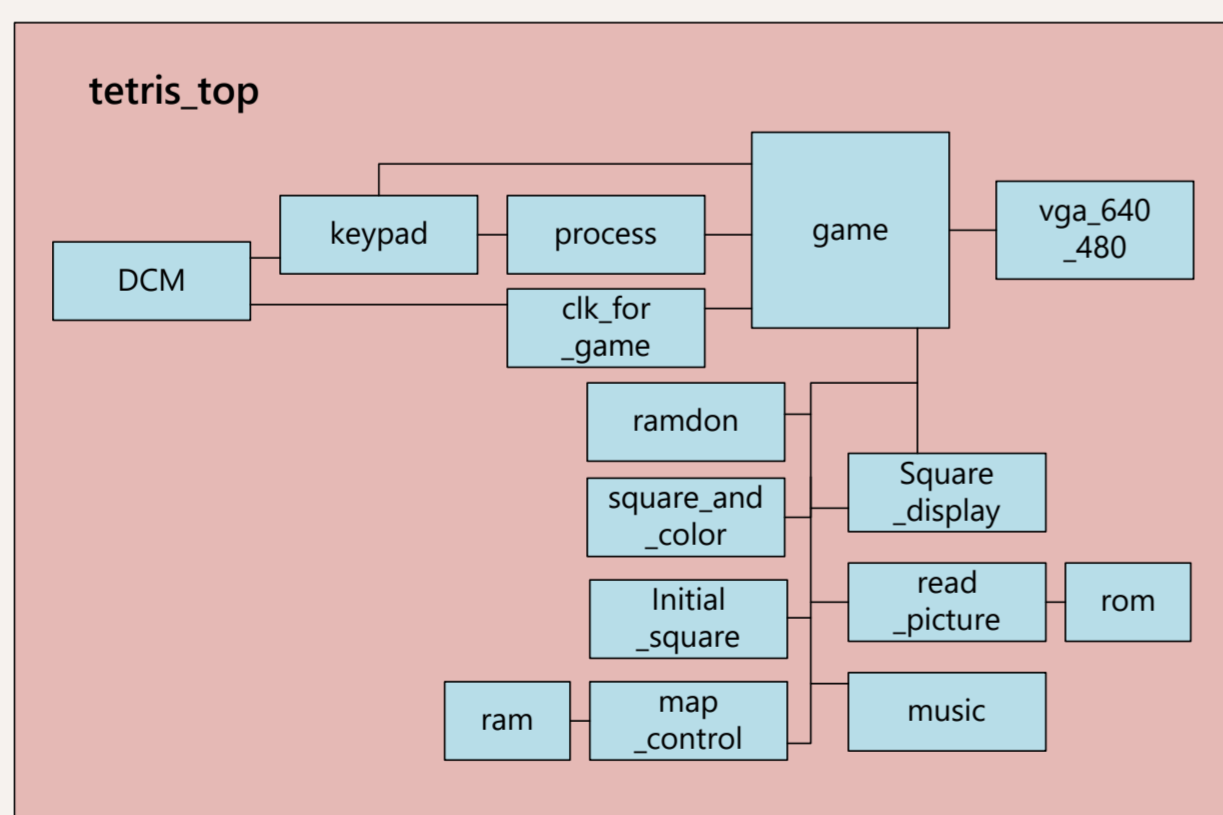 tetris_top
keypad
process
game
vga_640
_480
DCM
clk_for
_game
ramdon
Square
_display
square_and
_color
Initial
_square
read
_picture
rom
ram
map
_control
music